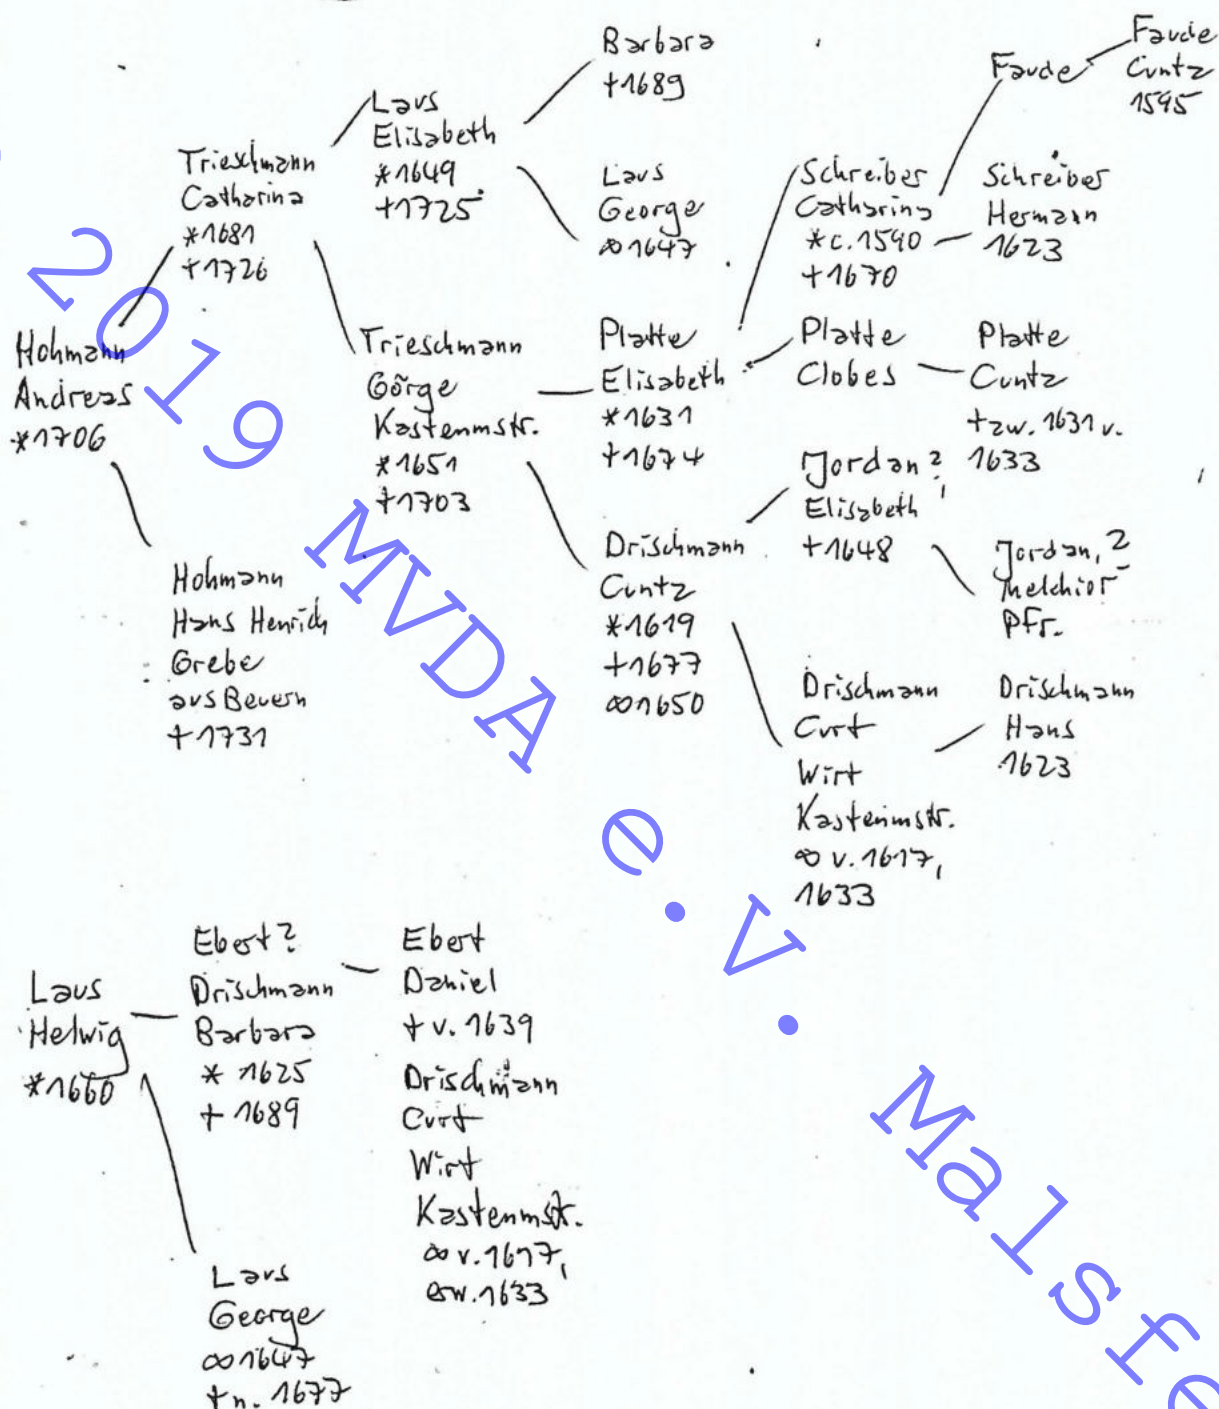 Hohmann
Andreas
*1706
Trieschmann
Catharina
*1681
+1726
Hohmann
Hans Henrich
Grebe
aus Beuern
+1731
Laus
Elisabeth
*1649
+1725
Trieschmann
Görge
Kastenmstr.
*1651
+1703
Barbara
+1689
Laus
George
∞1647
Platte
Elisabeth
*1631
+1674
Drischmann
Cuntz
*1619
+1677
∞1650
Schreiber
Catharina
*c.1590
+1670
Platte
Clobes
Jordan?
Elisabeth
+1648
Drischmann
Curt
Wirt
Kastenmstr.
∞ v.1617,
1633
Faude
Schreiber
Hermann
1623
Platte
Cuntz
+zw. 1631 v.
1633
Jordan, ?
Melchior
Pfr.
Drischmann
Hans
1623
Faude
Cuntz
1595
Laus
Helwig
*1660
Ebert?
Drischmann
Barbara
* 1625
+ 1689
Laus
George
∞1647
+n. 1677
Ebert
Daniel
+ v. 1639
Drischmann
Curt
Wirt
Kastenmstr.
∞ v.1617,
erw.1633
2019 MVDA e.V. Malsfe